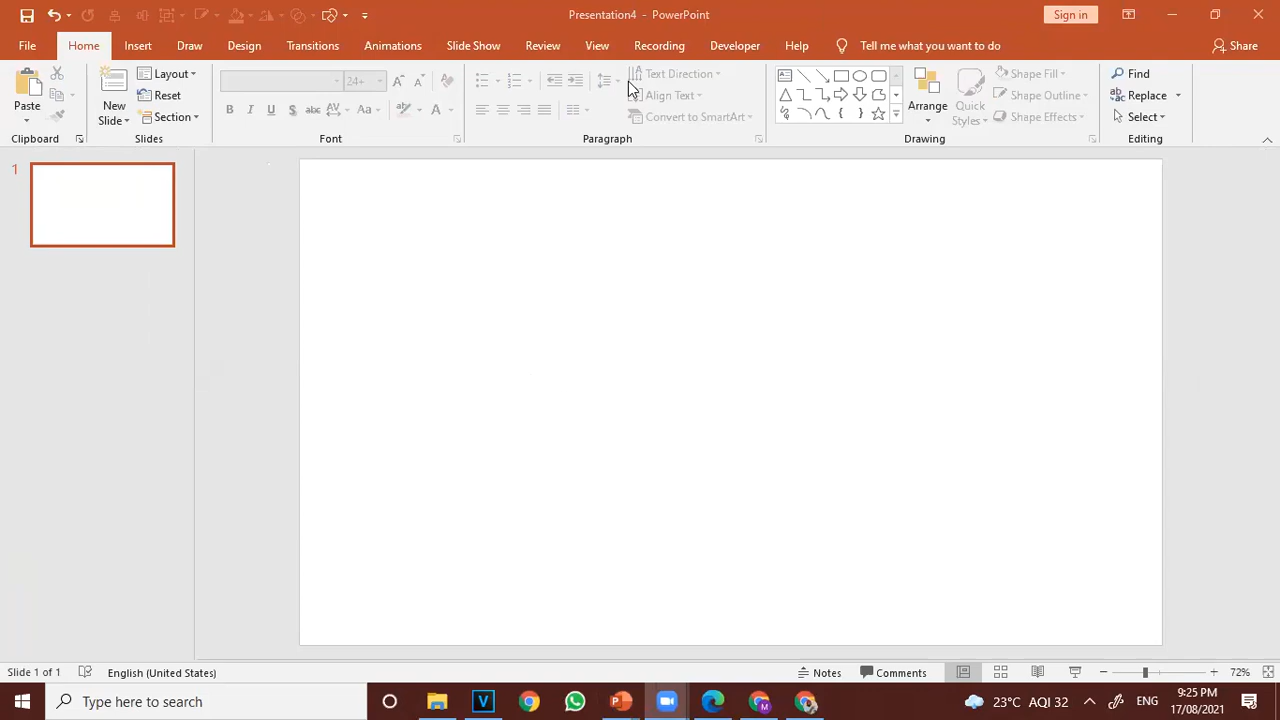 Presentation4 - PowerPoint
Sign in
File Home Insert Draw Design Transitions Animations Slide Show Review View Recording Developer Help Tell me what you want to do Share
Paste
New Slide
Layout
Reset
Section
24+
B I U S abc AV Aa A
Text Direction
Align Text
Convert to SmartArt
Arrange
Quick Styles
Shape Fill
Shape Outline
Shape Effects
Find
Replace
Select
Clipboard Slides Font Paragraph Drawing Editing
1
Slide 1 of 1 English (United States) Notes Comments 72%
Type here to search
23°C AQI 32 ENG
9:25 PM
17/08/2021